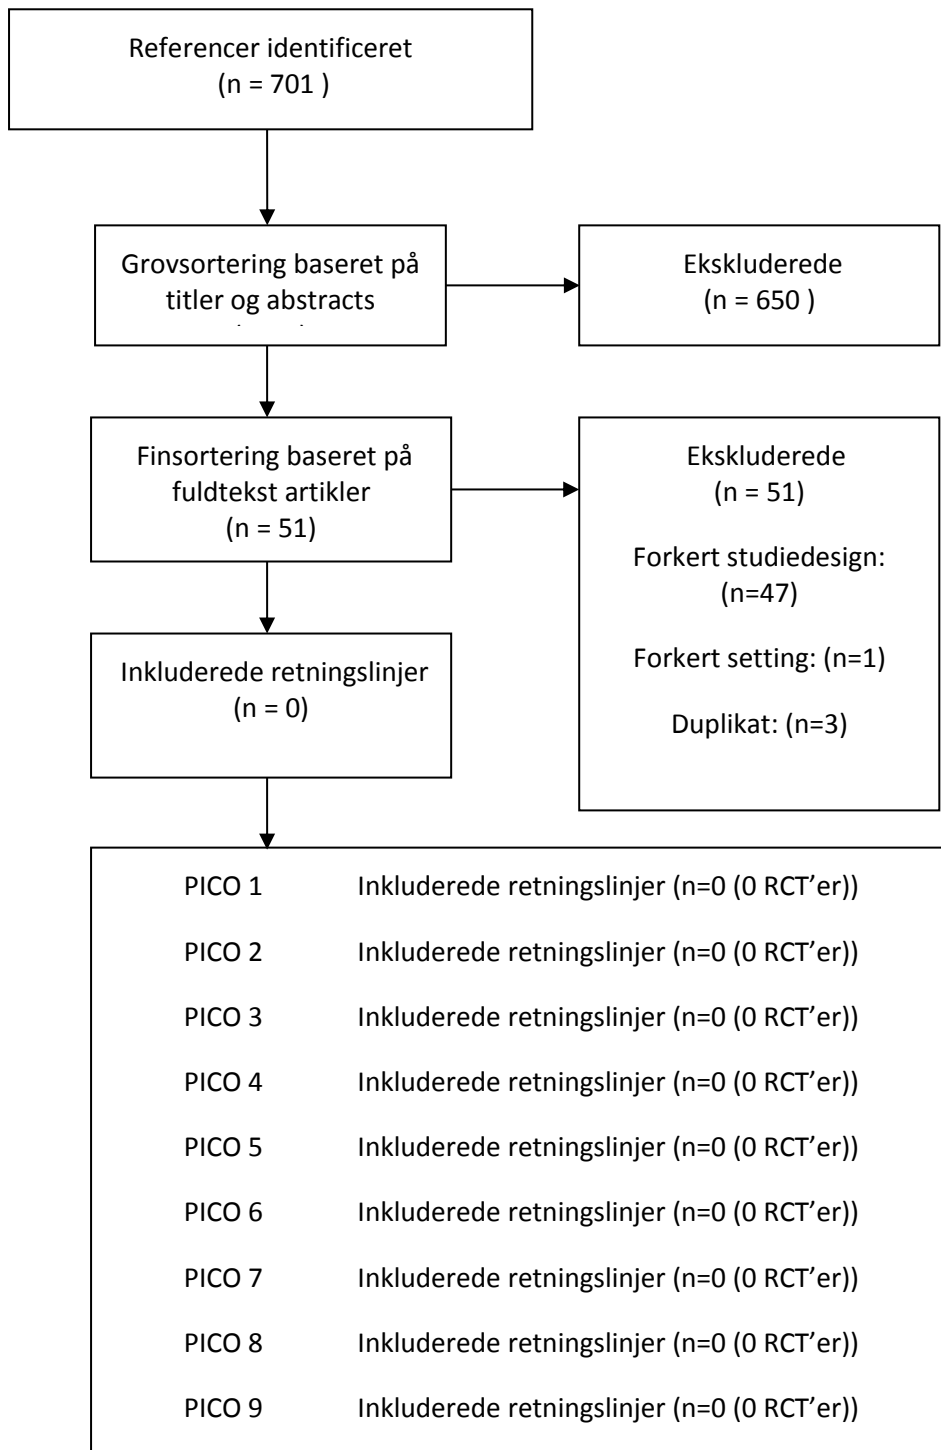 Referencer identificeret
(n = 701 )
Grovsortering baseret på
titler og abstracts
Ekskluderede
(n = 650 )
Finsortering baseret på
fuldtekst artikler
(n = 51)
Ekskluderede
(n = 51)
Forkert studiedesign:
(n=47)
Forkert setting: (n=1)
Duplikat: (n=3)
Inkluderede retningslinjer
(n = 0)
PICO 1 Inkluderede retningslinjer (n=0 (0 RCT’er))
PICO 2 Inkluderede retningslinjer (n=0 (0 RCT’er))
PICO 3 Inkluderede retningslinjer (n=0 (0 RCT’er))
PICO 4 Inkluderede retningslinjer (n=0 (0 RCT’er))
PICO 5 Inkluderede retningslinjer (n=0 (0 RCT’er))
PICO 6 Inkluderede retningslinjer (n=0 (0 RCT’er))
PICO 7 Inkluderede retningslinjer (n=0 (0 RCT’er))
PICO 8 Inkluderede retningslinjer (n=0 (0 RCT’er))
PICO 9 Inkluderede retningslinjer (n=0 (0 RCT’er))